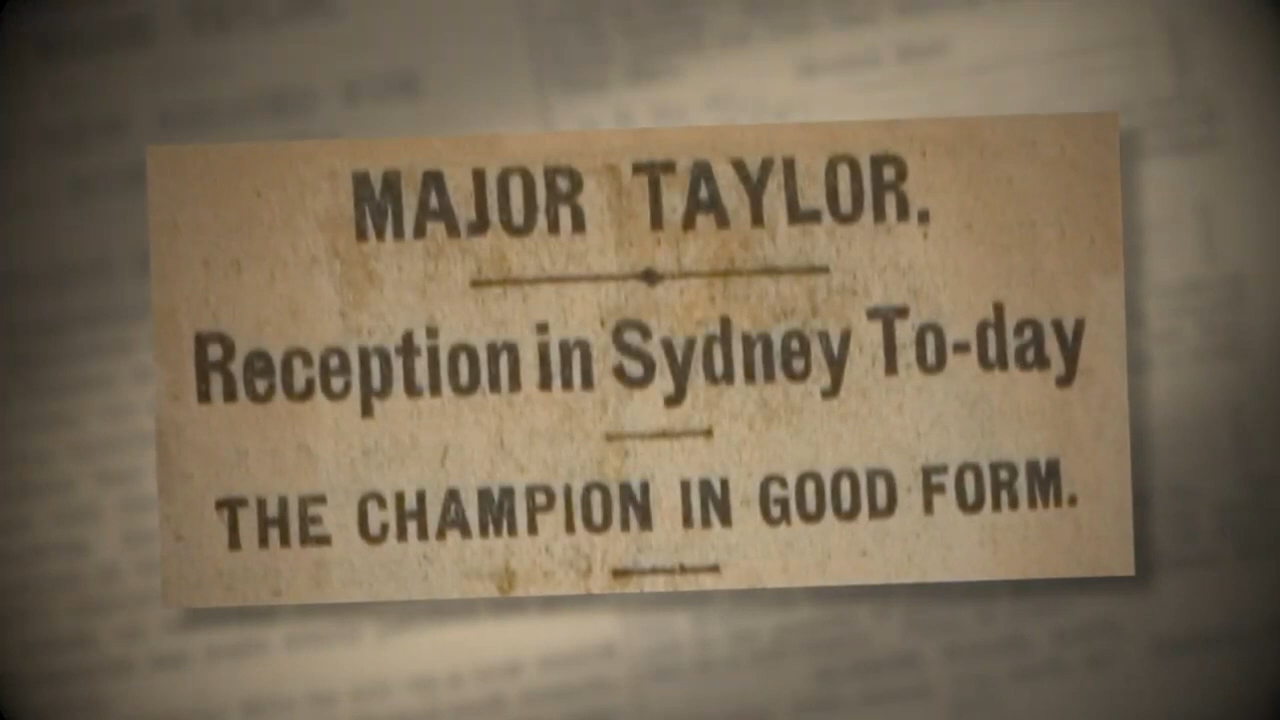 MAJOR TAYLOR.
Reception in Sydney To-day
THE CHAMPION IN GOOD FORM.